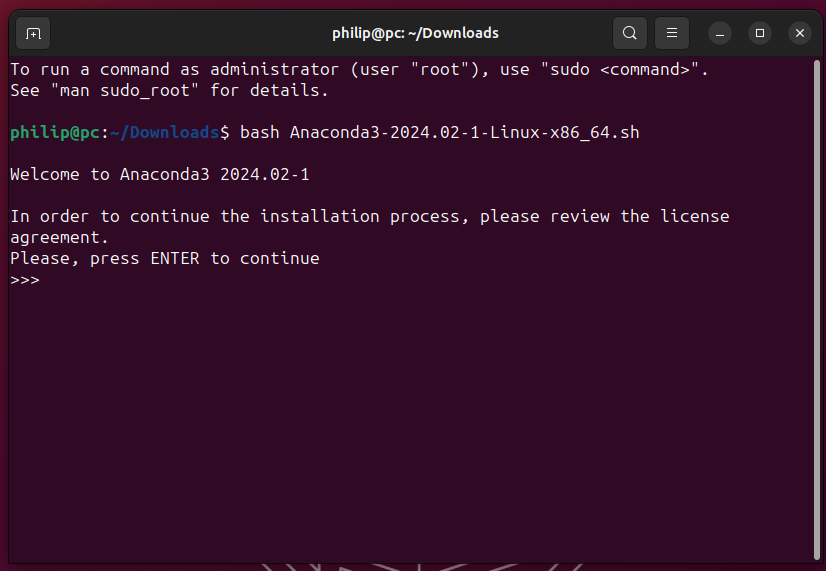 philip@pc: ~/Downloads
To run a command as administrator (user "root"), use "sudo <command>".
See "man sudo_root" for details.
philip@pc:~/Downloads$ bash Anaconda3-2024.02-1-Linux-x86_64.sh
Welcome to Anaconda3 2024.02-1
In order to continue the installation process, please review the license
agreement.
Please, press ENTER to continue
>>>